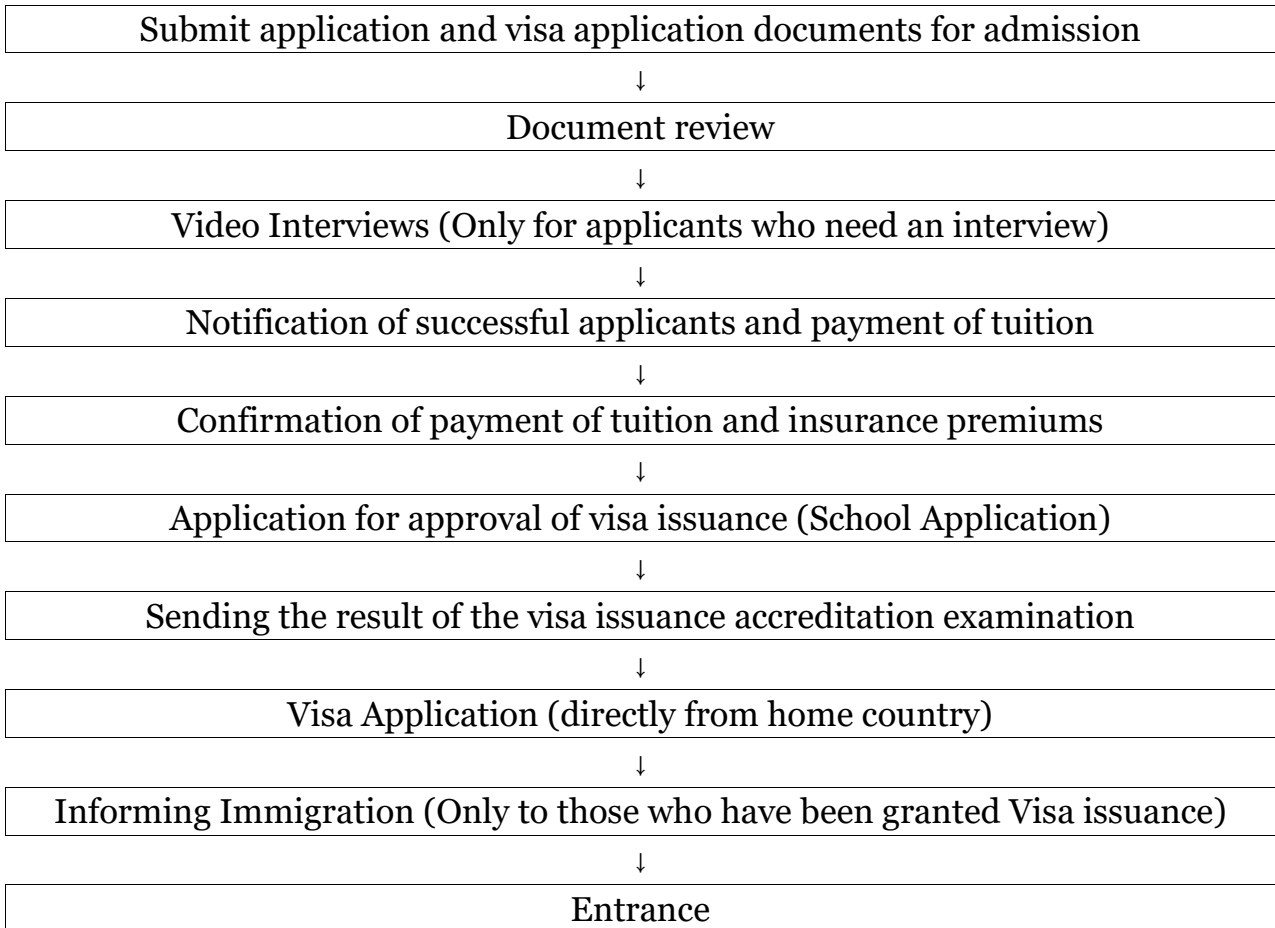 Submit application and visa application documents for admission
↓
Document review
↓
Video Interviews (Only for applicants who need an interview)
↓
Notification of successful applicants and payment of tuition
↓
Confirmation of payment of tuition and insurance premiums
↓
Application for approval of visa issuance (School Application)
↓
Sending the result of the visa issuance accreditation examination
↓
Visa Application (directly from home country)
↓
Informing Immigration (Only to those who have been granted Visa issuance)
↓
Entrance